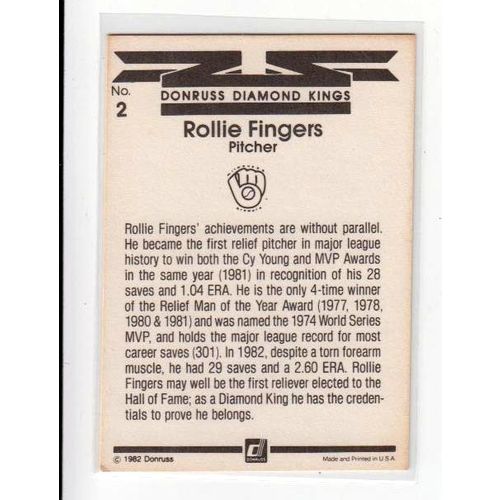 No.
2
DONRUSS DIAMOND KINGS
Rollie Fingers
Pitcher
Rollie Fingers' achievements are without parallel.
He became the first relief pitcher in major league
history to win both the Cy Young and MVP Awards
in the same year (1981) in recognition of his 28
saves and 1.04 ERA. He is the only 4-time winner
of the Relief Man of the Year Award (1977, 1978,
1980 & 1981) and was named the 1974 World Series
MVP, and holds the major league record for most
career saves (301). In 1982, despite a torn forearm
muscle, he had 29 saves and a 2.60 ERA. Rollie
Fingers may well be the first reliever elected to the
Hall of Fame; as a Diamond King he has the creden-
tials to prove he belongs.
© 1982 Donruss
DONRUSS
Made and Printed in U.S.A.